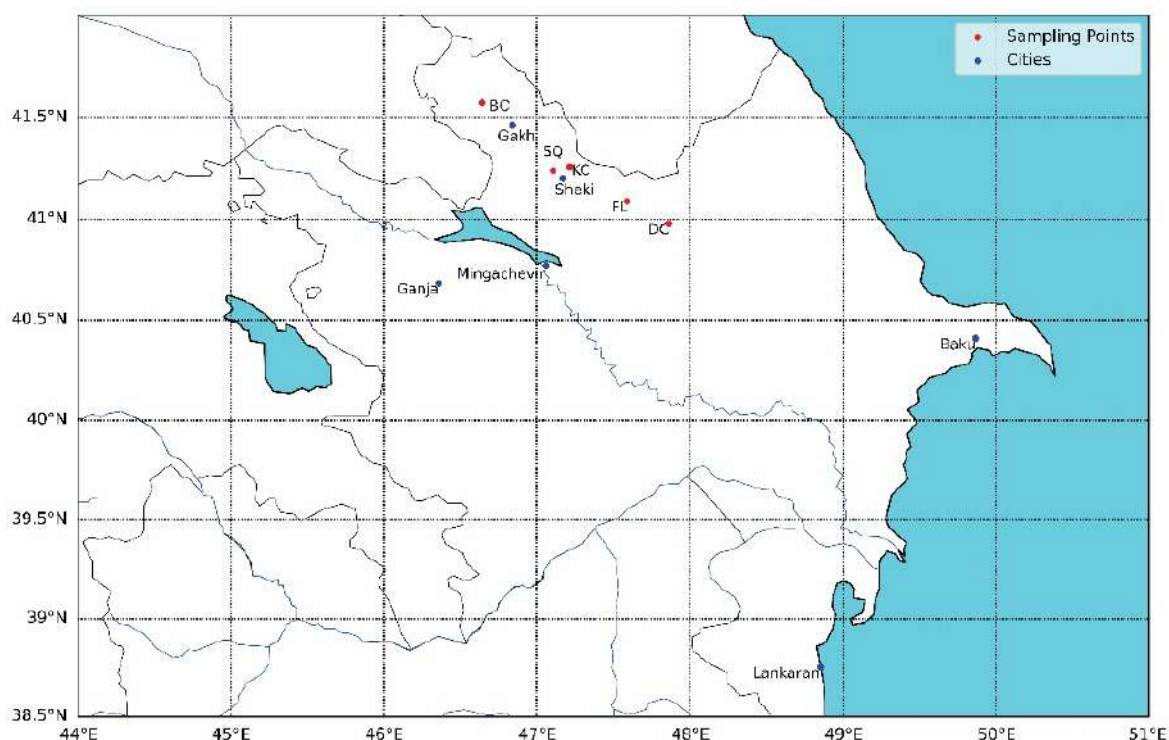 Sampling Points
Cities
41.5°N
41°N
40.5°N
40°N
39.5°N
39°N
38.5°N
BC
Gakh
SQ
KC
Sheki
FL
DC
Mingachevir
Ganja
Baku
Lankaran
44°E
45°E
46°E
47°E
48°E
49°E
50°E
51°E